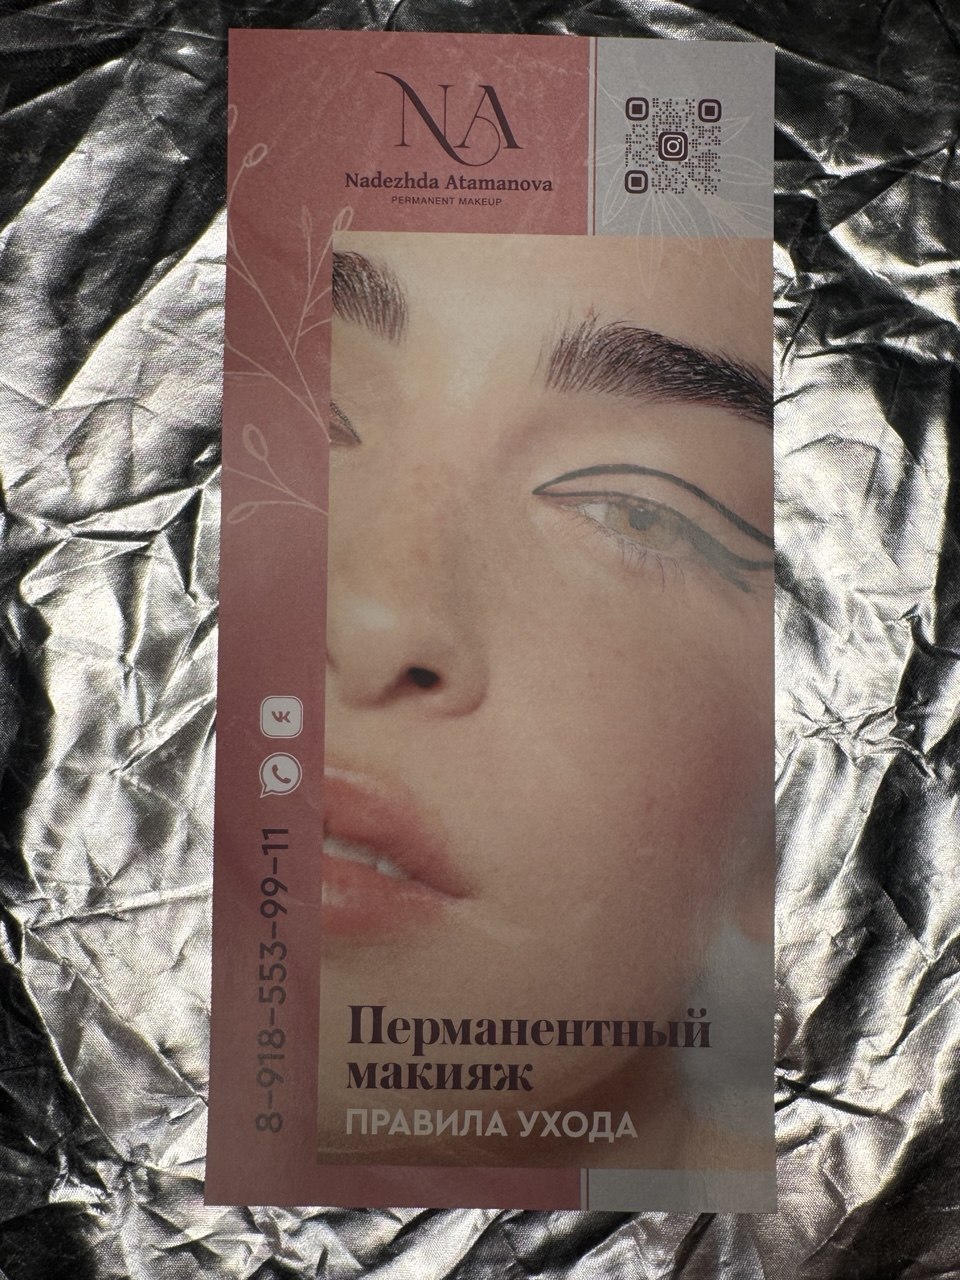 NA
Nadezhda Atamanova
PERMANENT MAKEUP
8-918-553-99-11
Перманентный
макияж
ПРАВИЛА УХОДА